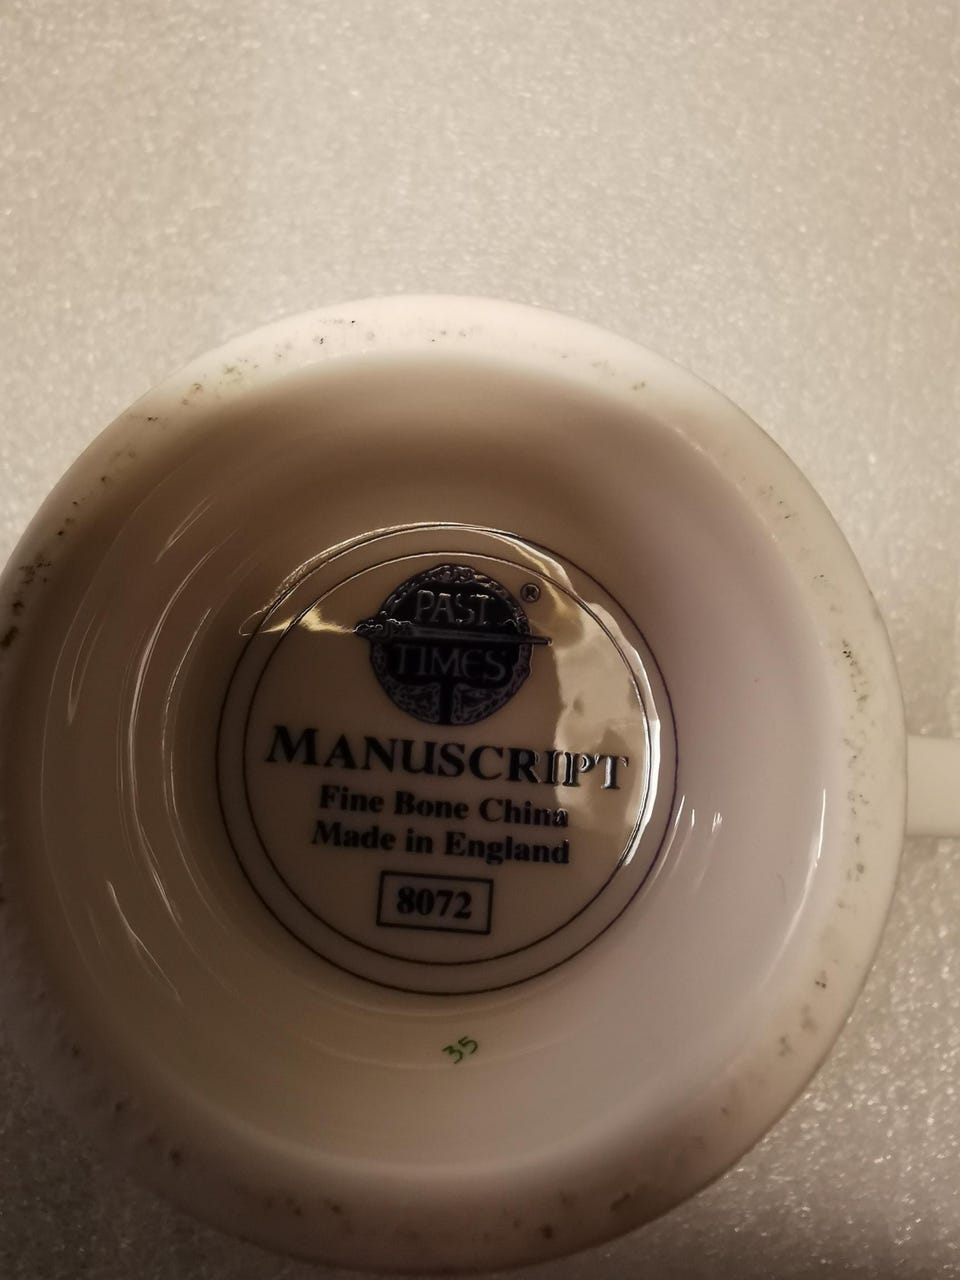 PAST
TIMES
®
MANUSCRIPT
Fine Bone China
Made in England
8072
35